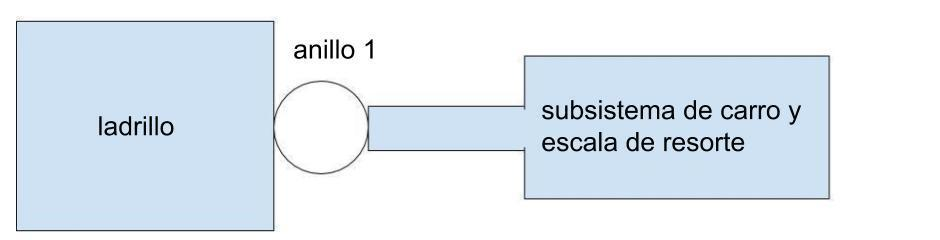 anillo 1
ladrillo
subsistema de carro y
escala de resorte